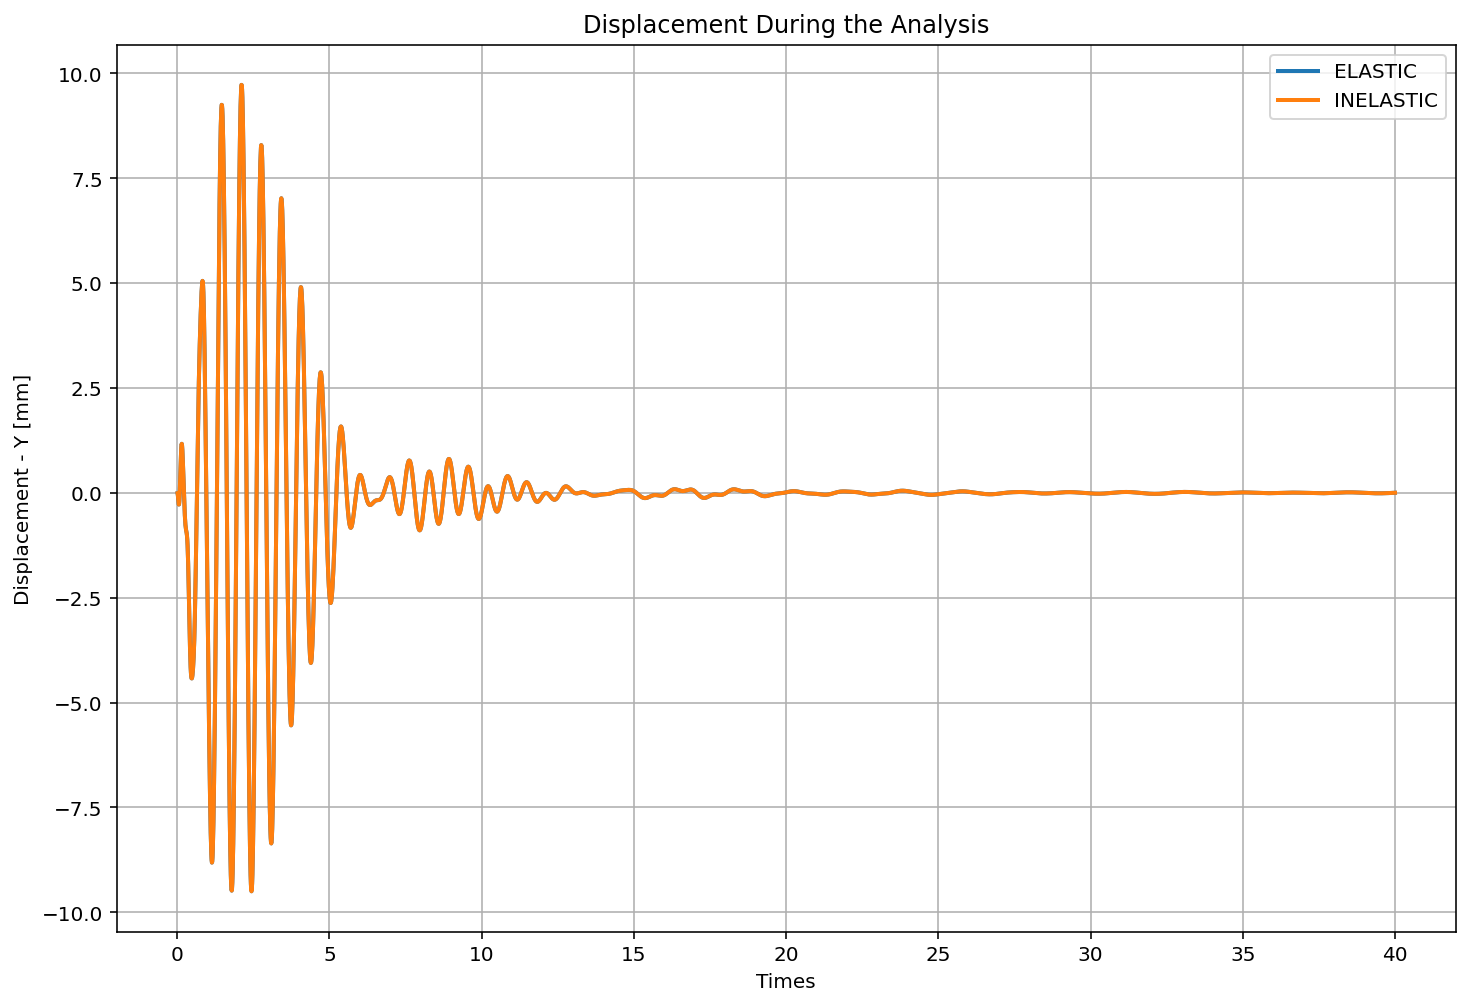 Displacement During the Analysis
ELASTIC
INELASTIC
Displacement - Y [mm]
10.0
7.5
5.0
2.5
0.0
−2.5
−5.0
−7.5
−10.0
0 5 10 15 20 25 30 35 40
Times